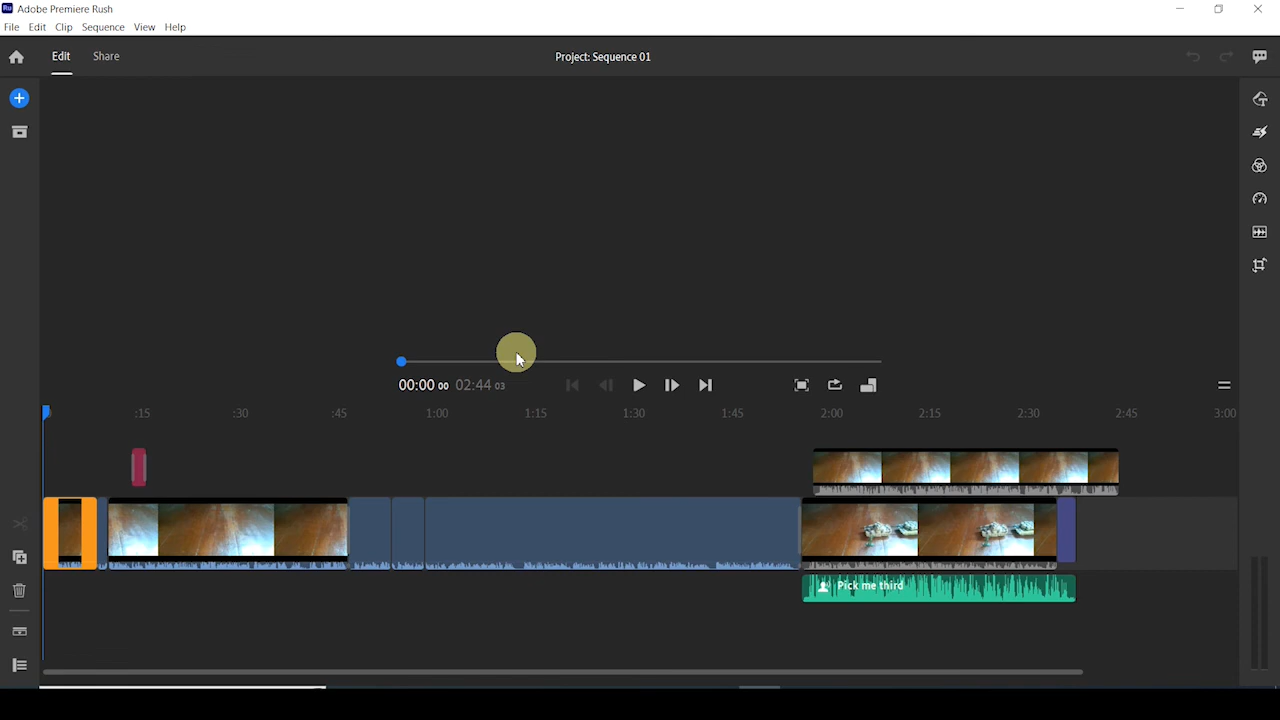 Ru Adobe Premiere Rush
File Edit Clip Sequence View Help
Edit Share Project: Sequence 01
00:00 00 02:44 03
:15 :30 :45 1:00 1:15 1:30 1:45 2:00 2:15 2:30 2:45 3:00
Pick me third